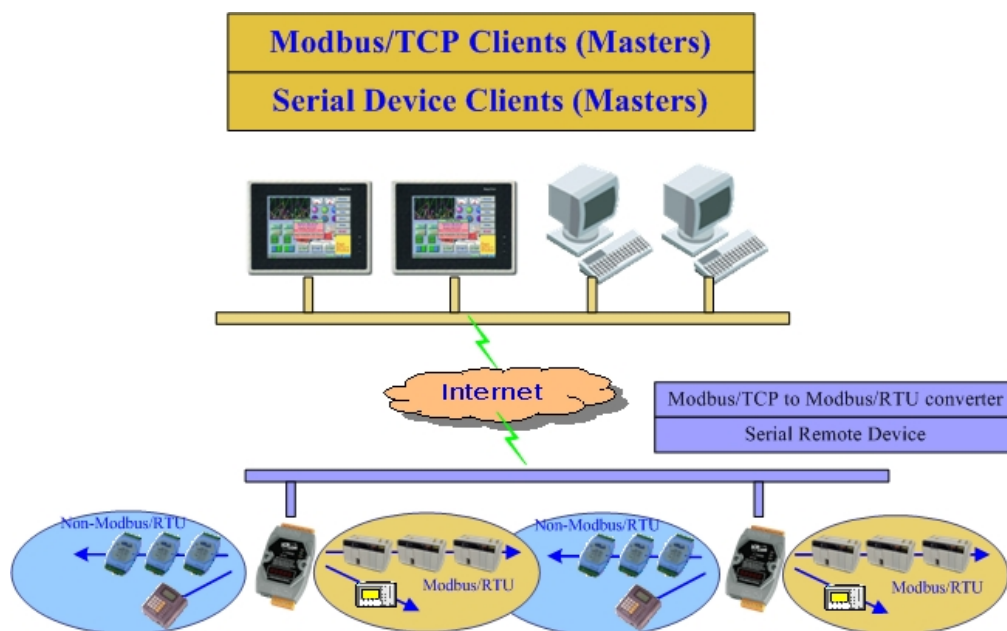 Modbus/TCP Clients (Masters)
Serial Device Clients (Masters)
Internet
Modbus/TCP to Modbus/RTU converter
Serial Remote Device
Non-Modbus/RTU
Modbus/RTU
Non-Modbus/RTU
Modbus/RTU